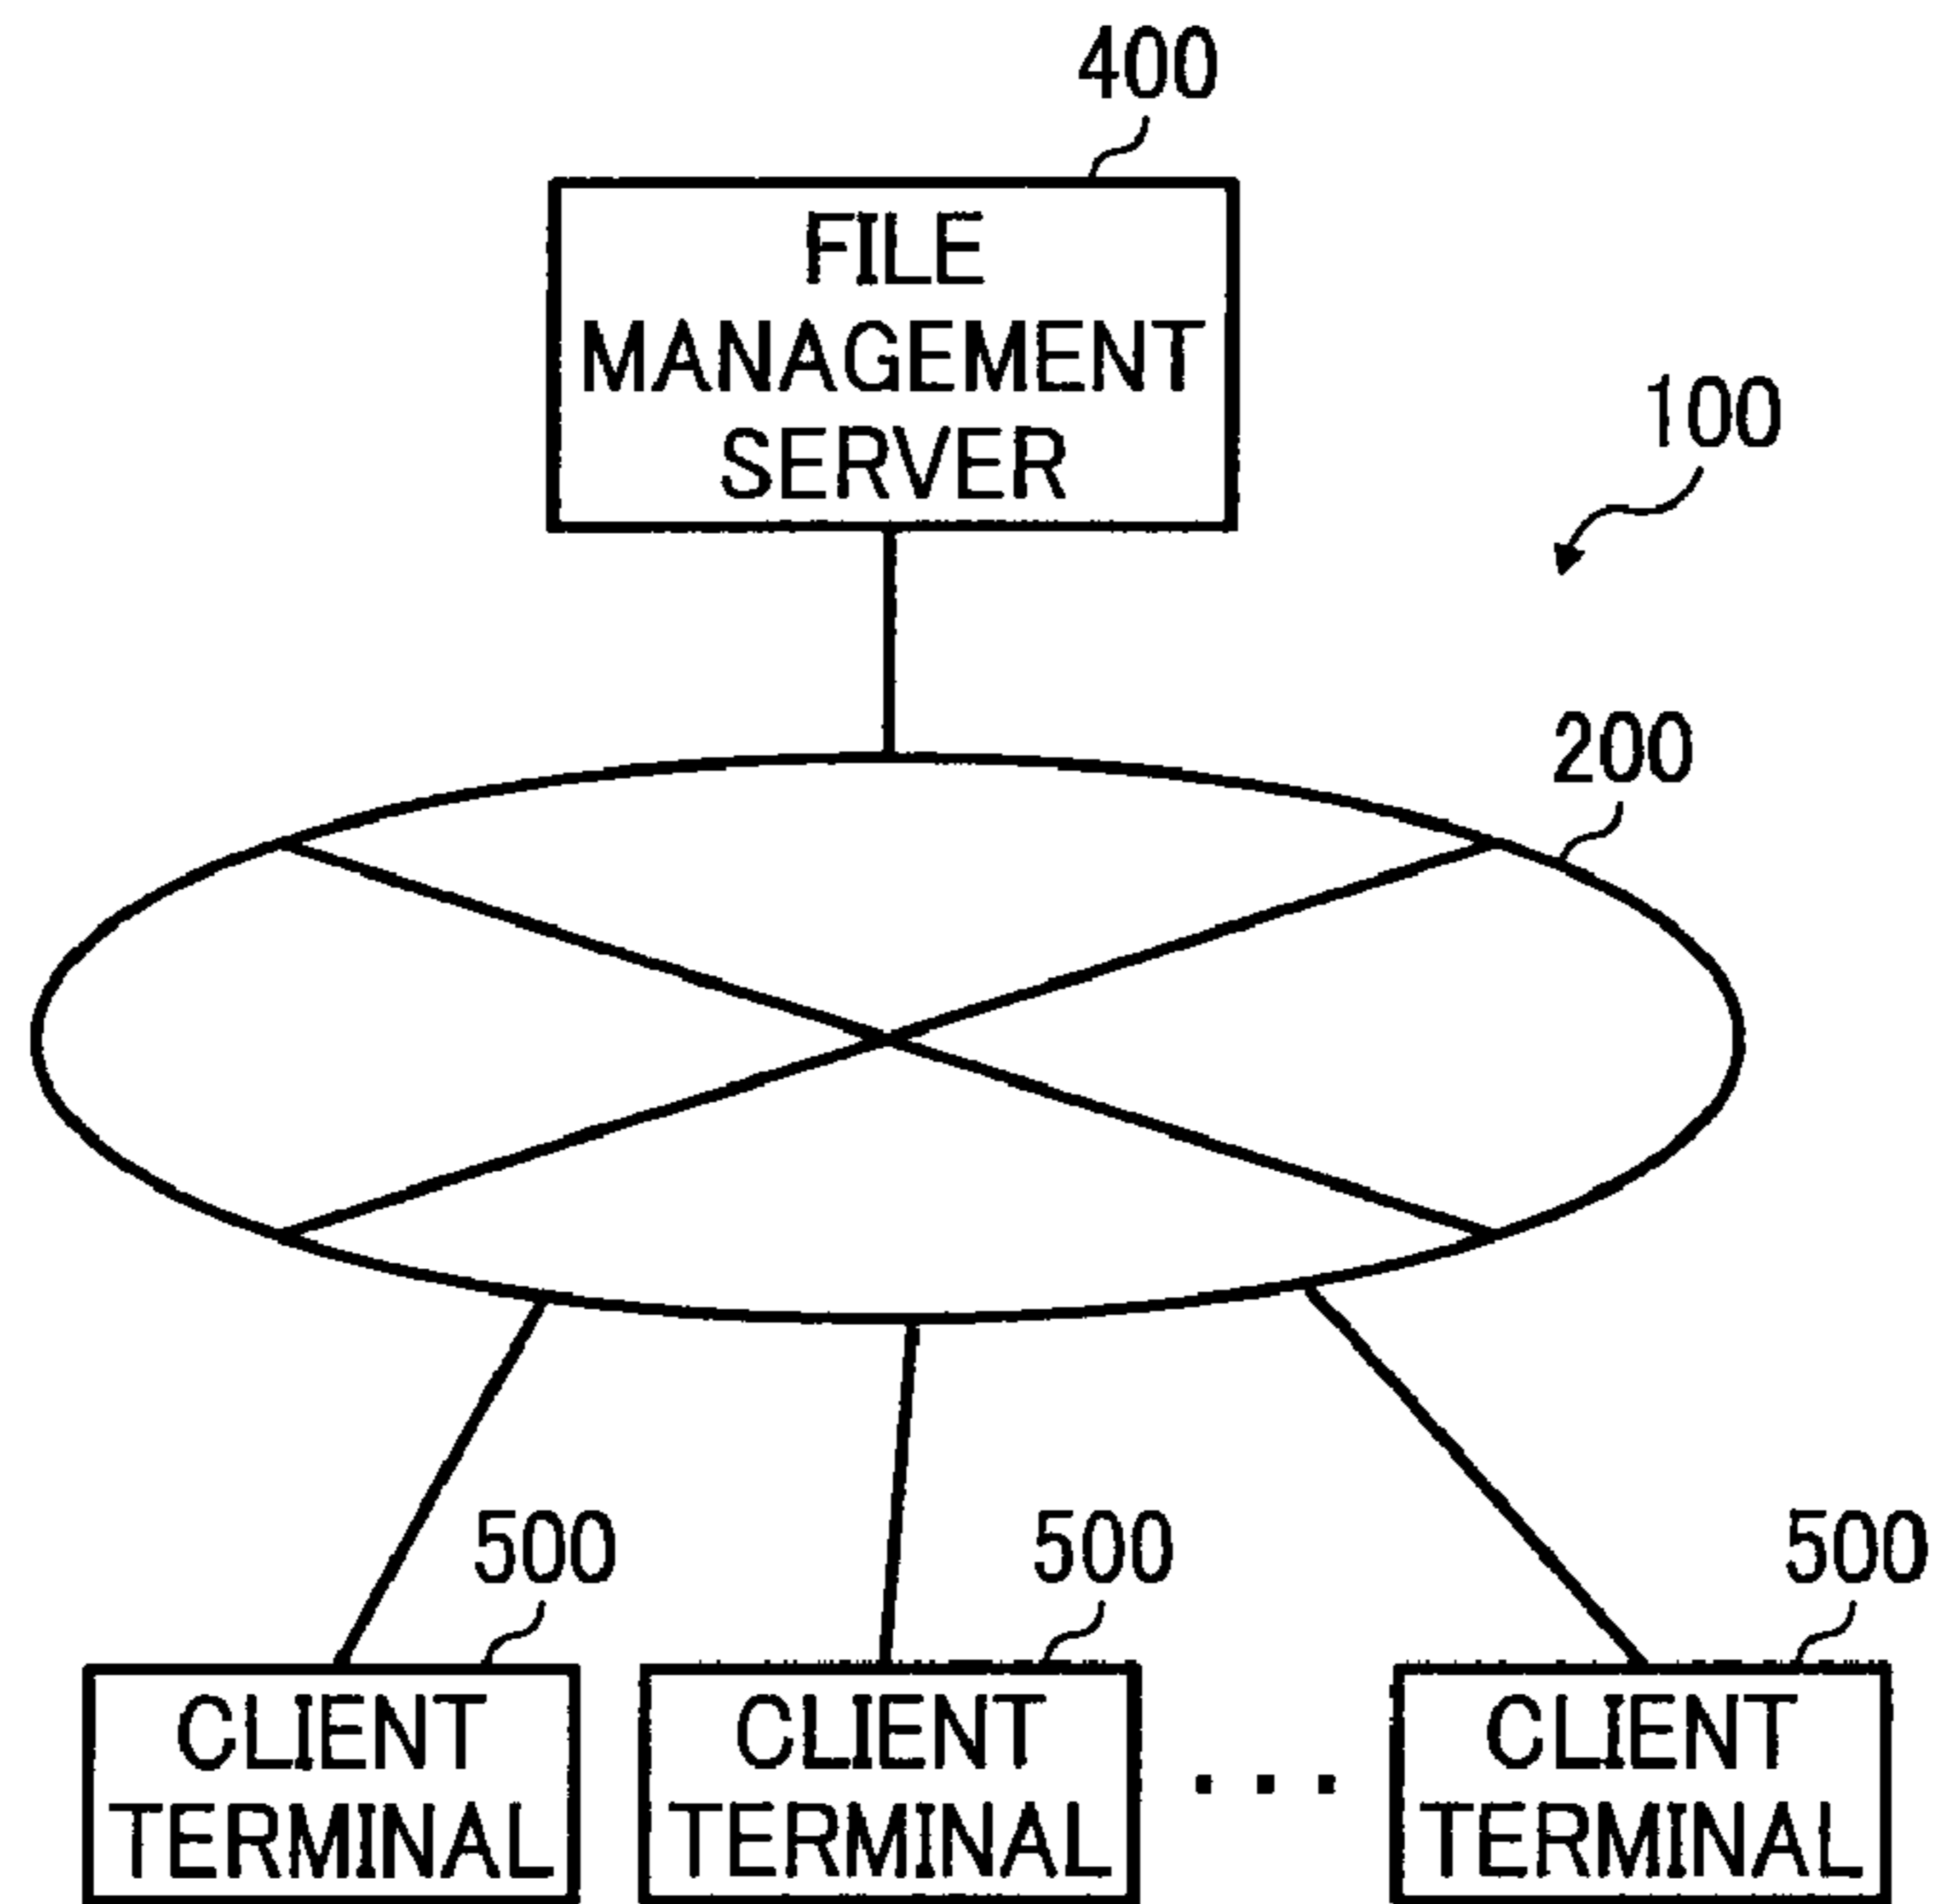 400
FILE
MANAGEMENT
SERVER
100
200
500
500
500
CLIENT
TERMINAL
CLIENT
TERMINAL
...
CLIENT
TERMINAL